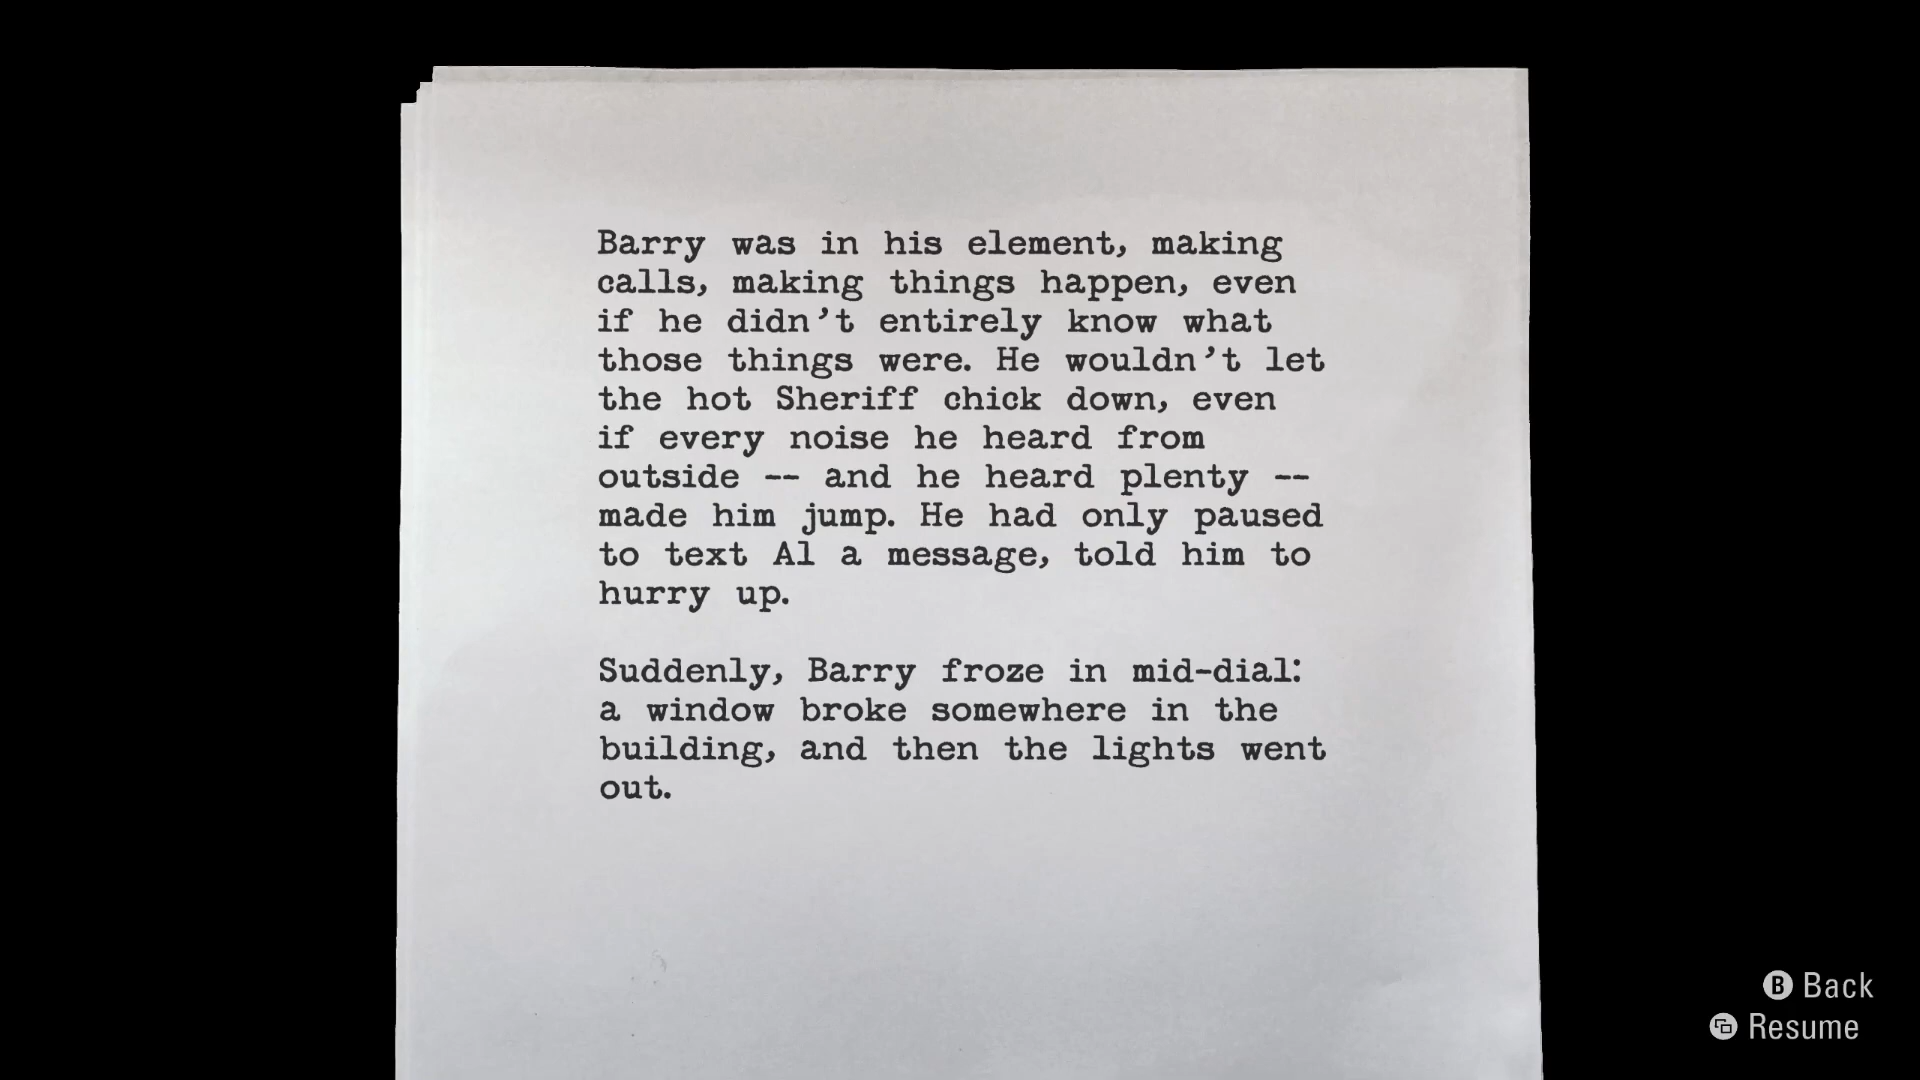 Barry was in his element, making
calls, making things happen, even
if he didn't entirely know what
those things were. He wouldn't let
the hot Sheriff chick down, even
if every noise he heard from
outside -- and he heard plenty --
made him jump. He had only paused
to text Al a message, told him to
hurry up.

Suddenly, Barry froze in mid-dial:
a window broke somewhere in the
building, and then the lights went
out.

B Back
Resume